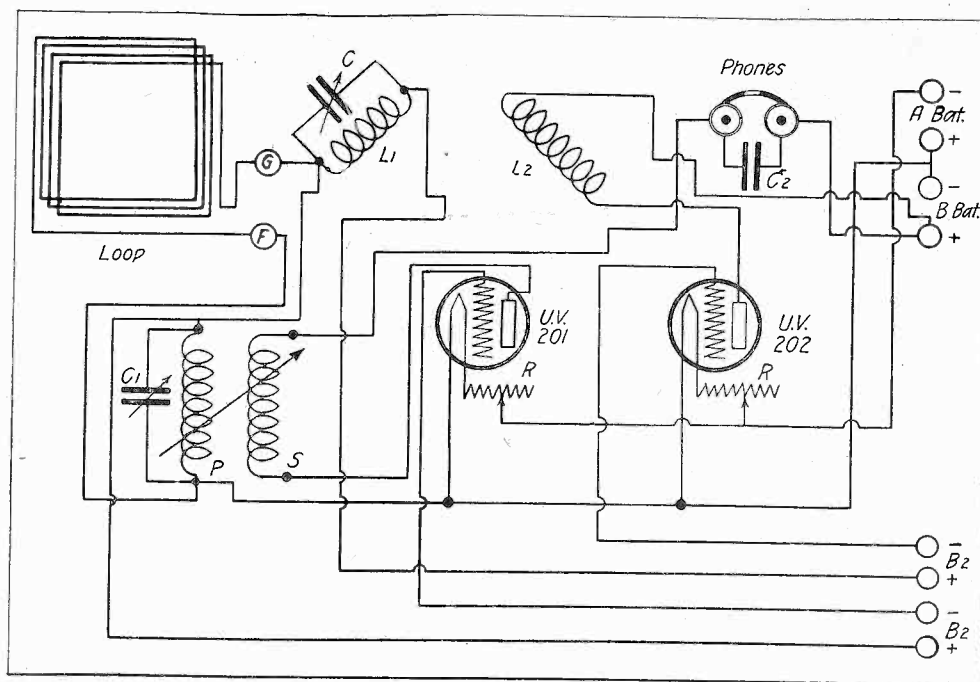 C
Phones
-
A Bat.
+
G
L1
L2
C2
-
B Bat.
+
F
Loop
U.V.
201
U.V.
202
R
R
C1
P
S
-
B2
+
-
B2
+